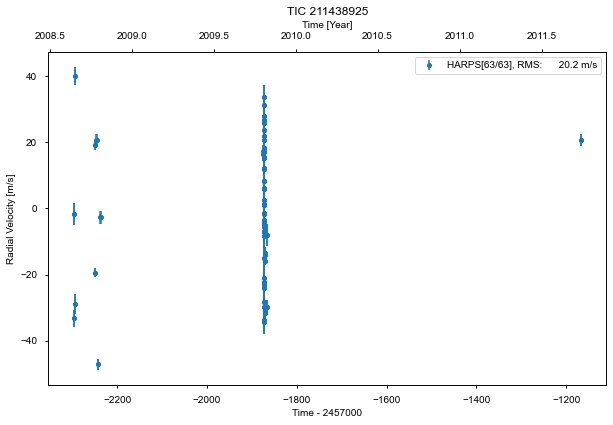 TIC 211438925
Time [Year]
2008.5 2009.0 2009.5 2010.0 2010.5 2011.0 2011.5
HARPS[63/63], RMS: 20.2 m/s
Radial Velocity [m/s]
40
20
0
−20
−40
−2200 −2000 −1800 −1600 −1400 −1200
Time - 2457000